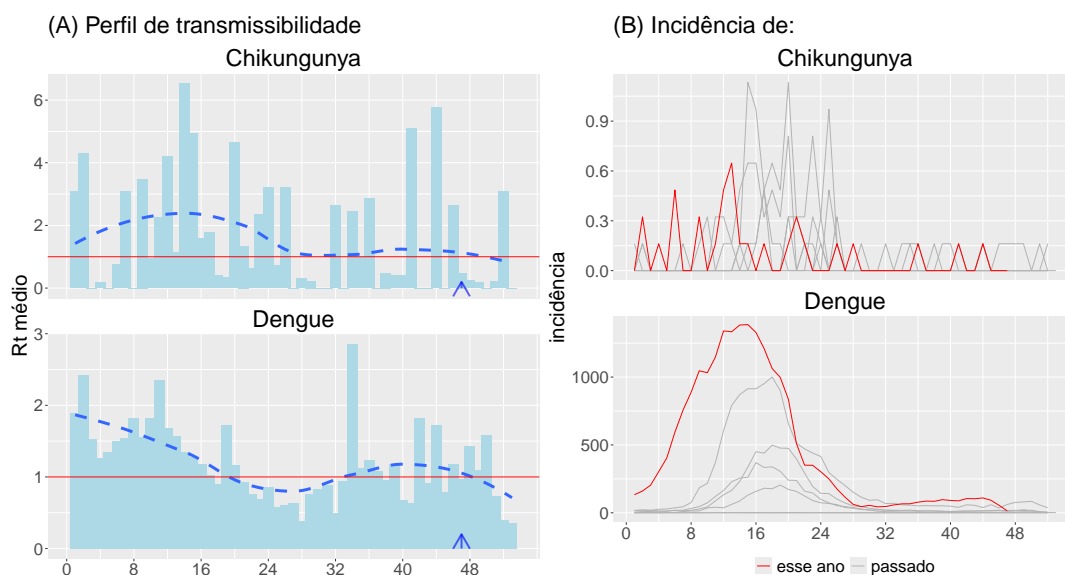 (A) Perfil de transmissibilidade
Chikungunya
6
4
2
0
Dengue
3
2
1
0
Rt médio
0 8 16 24 32 40 48
(B) Incidência de:
Chikungunya
0.9
0.6
0.3
0.0
Dengue
1000
500
0
incidência
0 8 16 24 32 40 48
esse ano passado